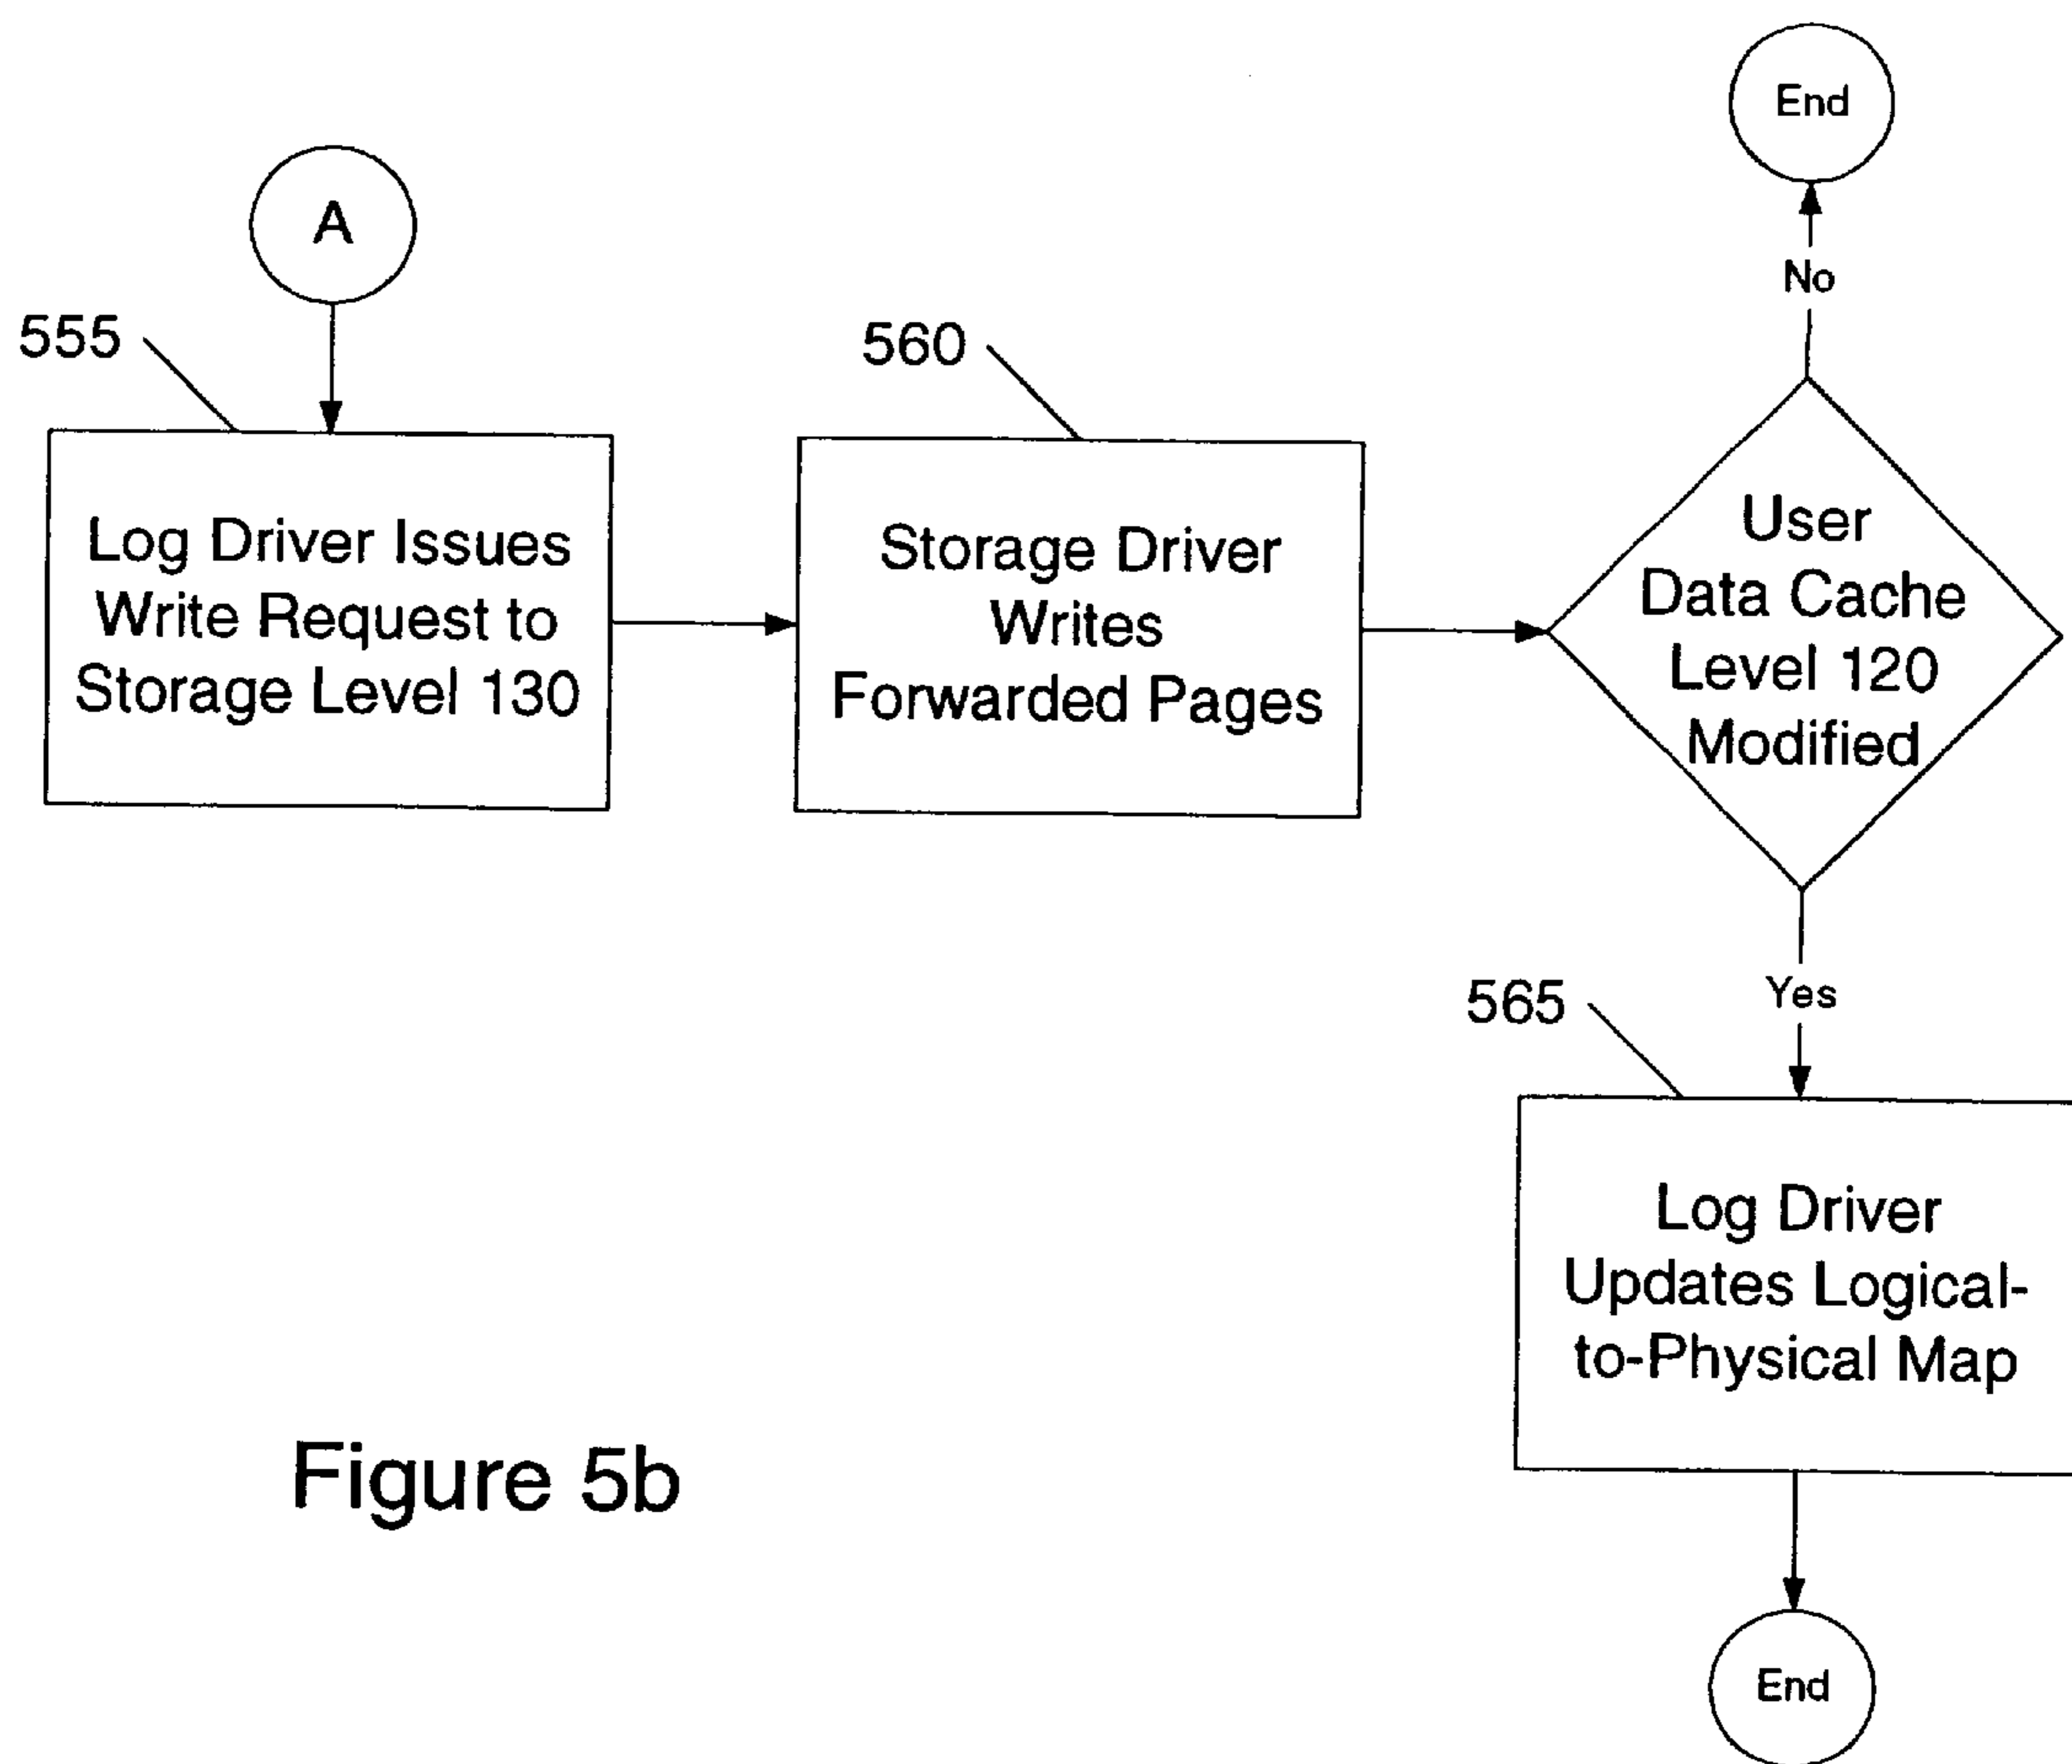 End
A
No
555
560
Log Driver Issues
Write Request to
Storage Level 130
Storage Driver
Writes
Forwarded Pages
User
Data Cache
Level 120
Modified
Yes
565
Log Driver
Updates Logical-
to-Physical Map
Figure 5b
End